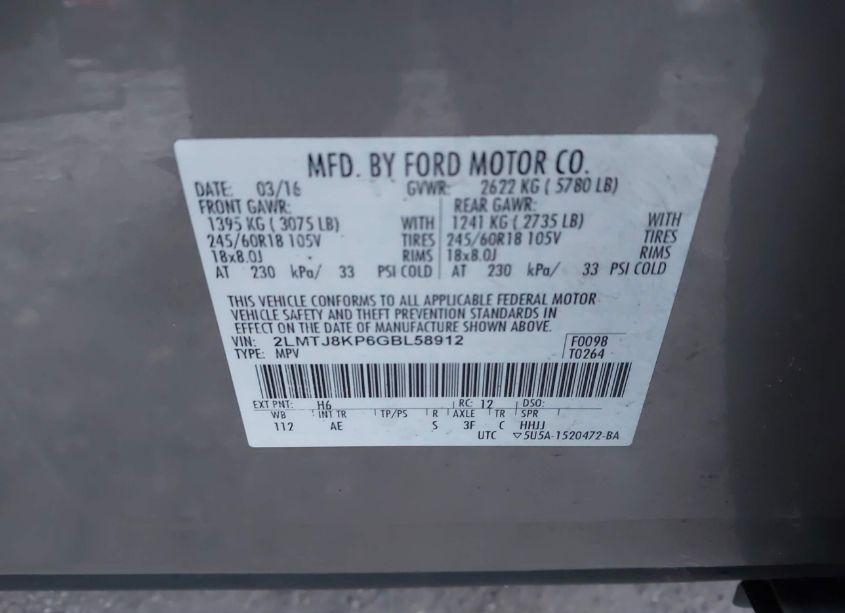 MFD. BY FORD MOTOR CO.
DATE: 03/16 GVWR: 2622 KG ( 5780 LB)
FRONT GAWR: REAR GAWR:
1395 KG ( 3075 LB) WITH 1241 KG ( 2735 LB) WITH
245/60R18 105V TIRES 245/60R18 105V TIRES
18x8.0J RIMS 18x8.0J RIMS
AT 230 kPa/ 33 PSI COLD AT 230 kPa/ 33 PSI COLD
THIS VEHICLE CONFORMS TO ALL APPLICABLE FEDERAL MOTOR
VEHICLE SAFETY AND THEFT PREVENTION STANDARDS IN
EFFECT ON THE DATE OF MANUFACTURE SHOWN ABOVE.
VIN: 2LMTJ8KP6GBL58912 F0098
TYPE: MPV T0264
EXT PNT: H6 RC: 12 DSO:
WB INT TR TP/PS R AXLE TR SPR
112 AE S 3F C HHJJ
UTC ▽5U5A-1520472-BA